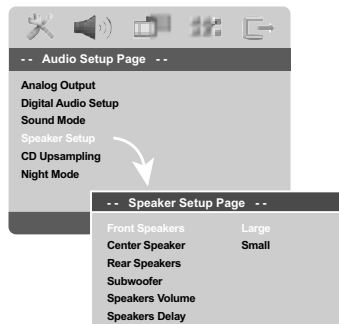 - - Audio Setup Page - -
Analog Output
Digital Audio Setup
Sound Mode
Speaker Setup
CD Upsampling
Night Mode
- - Speaker Setup Page - -
Front Speakers Large
Center Speaker Small
Rear Speakers
Subwoofer
Speakers Volume
Speakers Delay